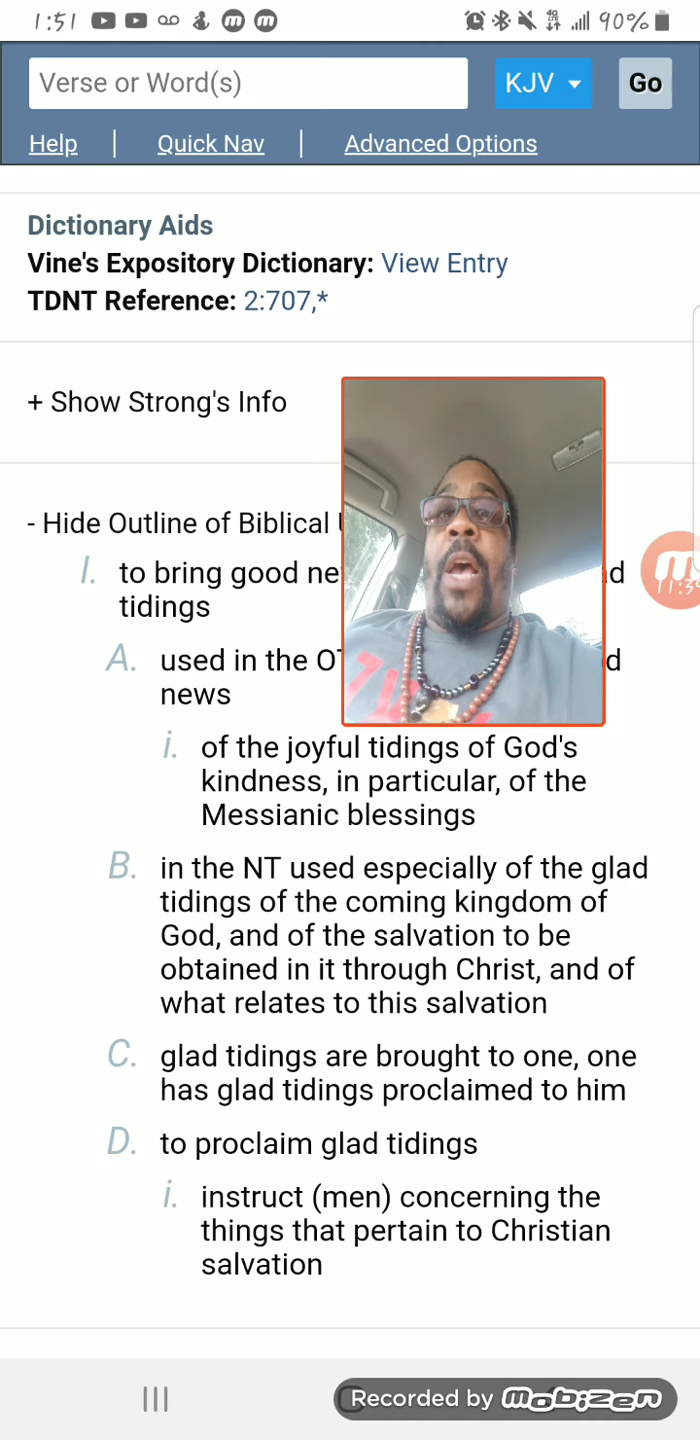 1:51 90%
Verse or Word(s) KJV Go
Help | Quick Nav | Advanced Options
Dictionary Aids
Vine's Expository Dictionary: View Entry
TDNT Reference: 2:707,*
+ Show Strong's Info
- Hide Outline of Biblical
I. to bring good
tidings
A. used in the
news
i. of the joyful tidings of God's
kindness, in particular, of the
Messianic blessings
B. in the NT used especially of the glad
tidings of the coming kingdom of
God, and of the salvation to be
obtained in it through Christ, and of
what relates to this salvation
C. glad tidings are brought to one, one
has glad tidings proclaimed to him
D. to proclaim glad tidings
i. instruct (men) concerning the
things that pertain to Christian
salvation
Recorded by Mobizen